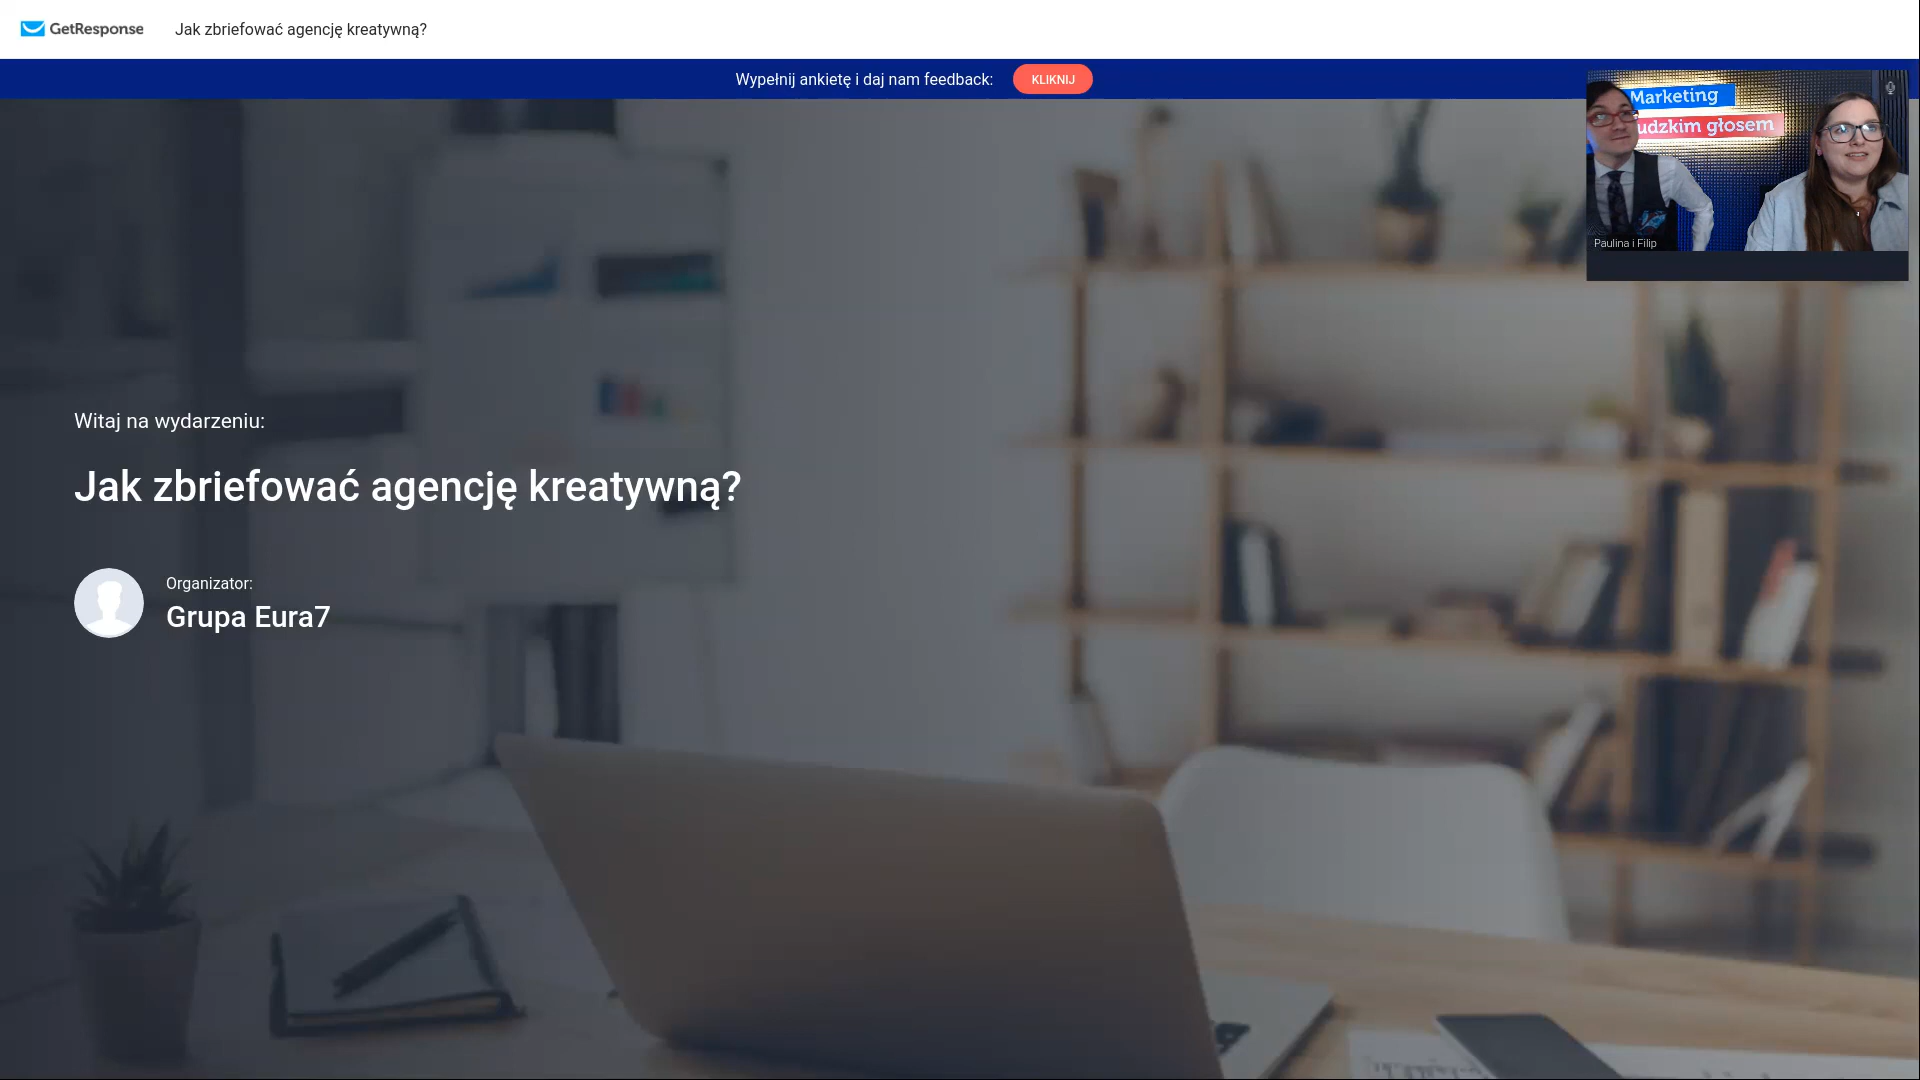 GetResponse
Jak zbriefować agencję kreatywną?
Wypełnij ankietę i daj nam feedback:
KLIKNIJ
Marketing
udzkim głosem
Paulina i Filip
Witaj na wydarzeniu:
Jak zbriefować agencję kreatywną?
Organizator:
Grupa Eura7